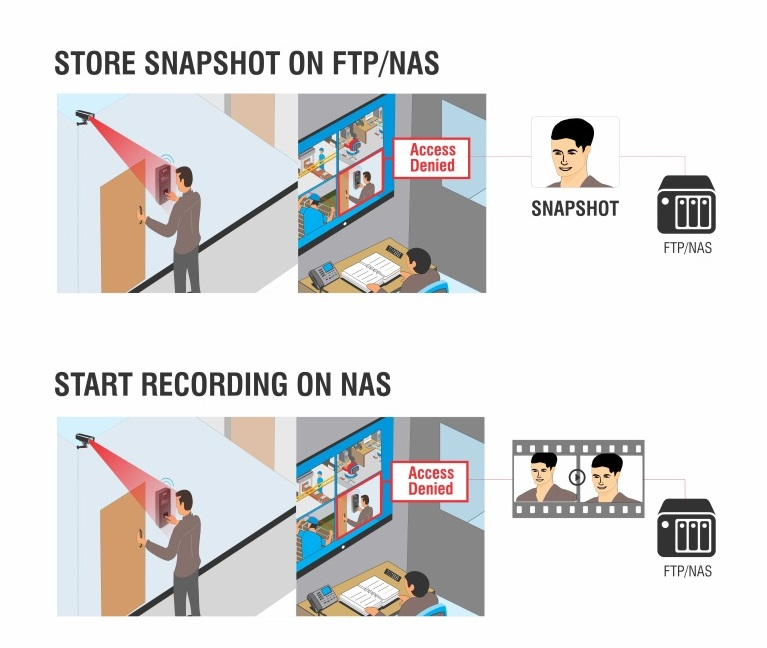 STORE SNAPSHOT ON FTP/NAS
Access
Denied
SNAPSHOT
FTP/NAS
START RECORDING ON NAS
Access
Denied
FTP/NAS